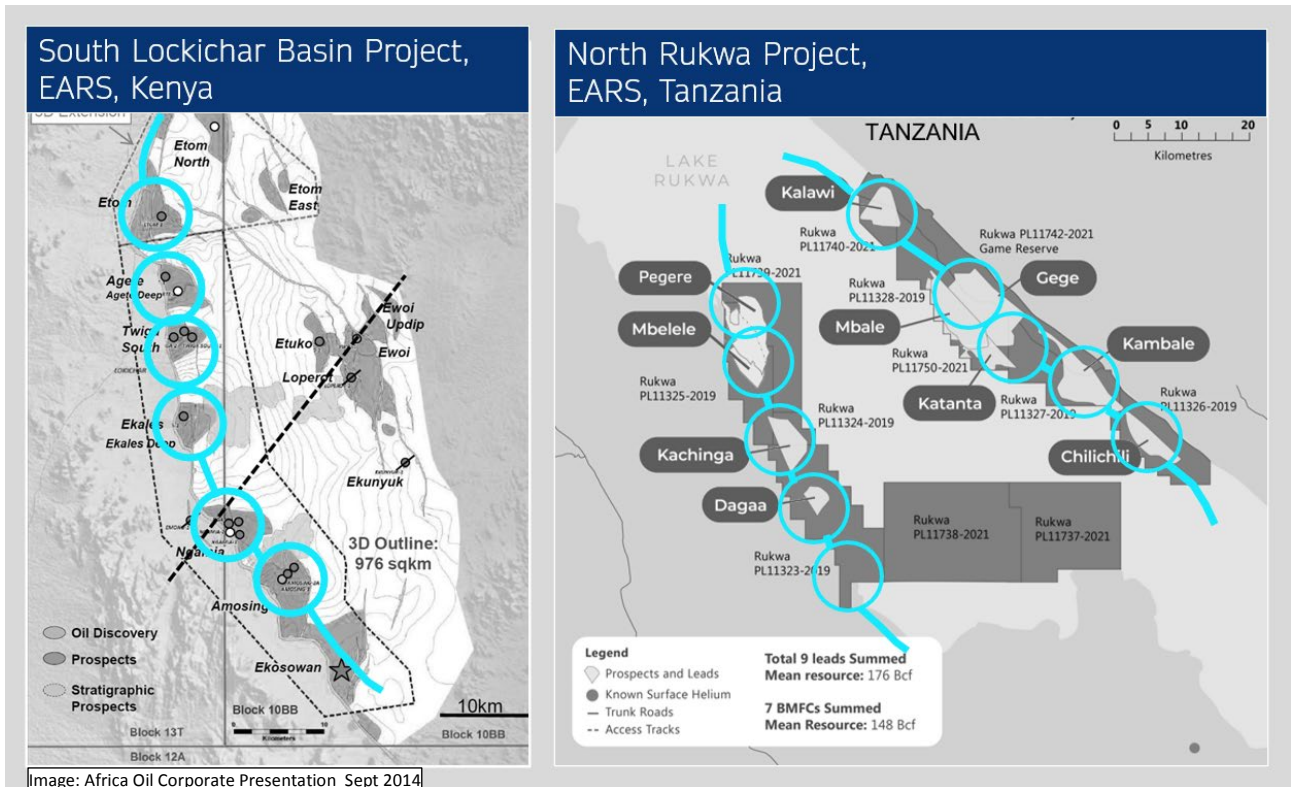 South Lockichar Basin Project,
EARS, Kenya
3D Extension
Etom
North
Etom
Etom
East
Agete
Agete Deep
Twiga
South
Ewoi
Updip
Etuko
Ewoi
Loperot
Ekales
Ekales Deep
Ekunyuk
Ngamia
3D Outline:
976 sqkm
Amosing
Ekosowan
Oil Discovery
Prospects
Stratigraphic
Prospects
10km
Block 10BB
Kilometers
Block 13T
Block 10BB
Block 12A
Image: Africa Oil Corporate Presentation Sept 2014
North Rukwa Project,
EARS, Tanzania
TANZANIA
0 5 10 20
Kilometres
LAKE
RUKWA
Kalawi
Rukwa
PL11740-2021
Rukwa PL11742-2021
Game Reserve
Rukwa
PL11739-2021
Pegere
Gege
Rukwa
PL11328-2019
Mbelele
Mbale
Kambale
Rukwa
PL11750-2021
Rukwa
PL11325-2019
Katanta
Rukwa
PL11327-2019
Rukwa
PL11326-2019
Rukwa
PL11324-2019
Kachinga
Chilichili
Dagaa
Rukwa
PL11738-2021
Rukwa
PL11737-2021
Rukwa
PL11323-2019
Legend
Prospects and Leads
Known Surface Helium
Trunk Roads
Access Tracks
Total 9 leads Summed
Mean resource: 176 Bcf
7 BMFCs Summed
Mean Resource: 148 Bcf